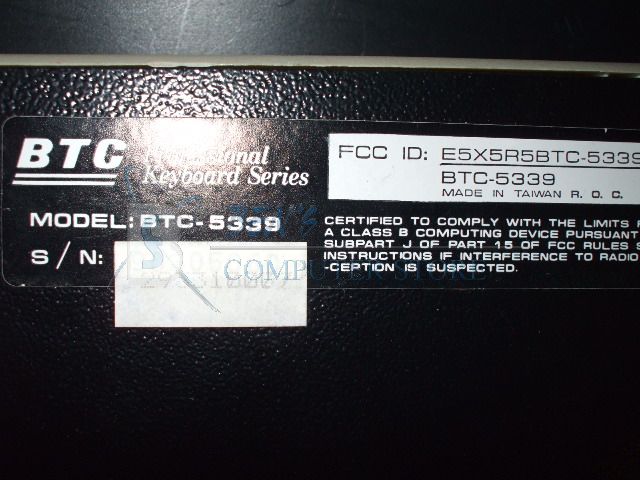 BTC
Keyboard Series
FCC ID: E5X5R5BTC-5339
BTC-5339
MADE IN TAIWAN R. O. C.
MODEL: BTC-5339
S/N:
CERTIFIED TO COMPLY WITH THE LIMITS
A CLASS B COMPUTING DEVICE PURSUANT
SUBPART J OF PART 15 OF FCC RULES
INSTRUCTIONS IF INTERFERENCE TO RADIO
-CEPTION IS SUSPECTED.
COMPUTER STORE